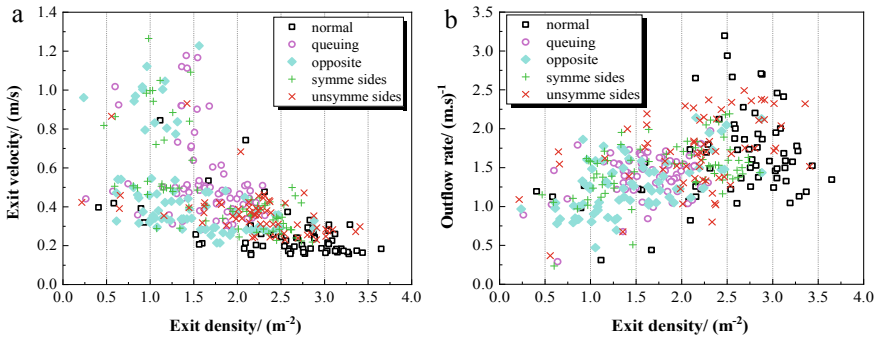 a
1.4
1.2
1.0
0.8
0.6
0.4
0.2
0.0
0.0 0.5 1.0 1.5 2.0 2.5 3.0 3.5 4.0
Exit velocity/ (m/s)
Exit density/ (m⁻²)
normal
queuing
opposite
symme sides
unsymme sides
b
3.5
3.0
2.5
2.0
1.5
1.0
0.5
0.0
0.0 0.5 1.0 1.5 2.0 2.5 3.0 3.5 4.0
Outflow rate/ (m.s)⁻¹
Exit density/ (m⁻²)
normal
queuing
opposite
symme sides
unsymme sides